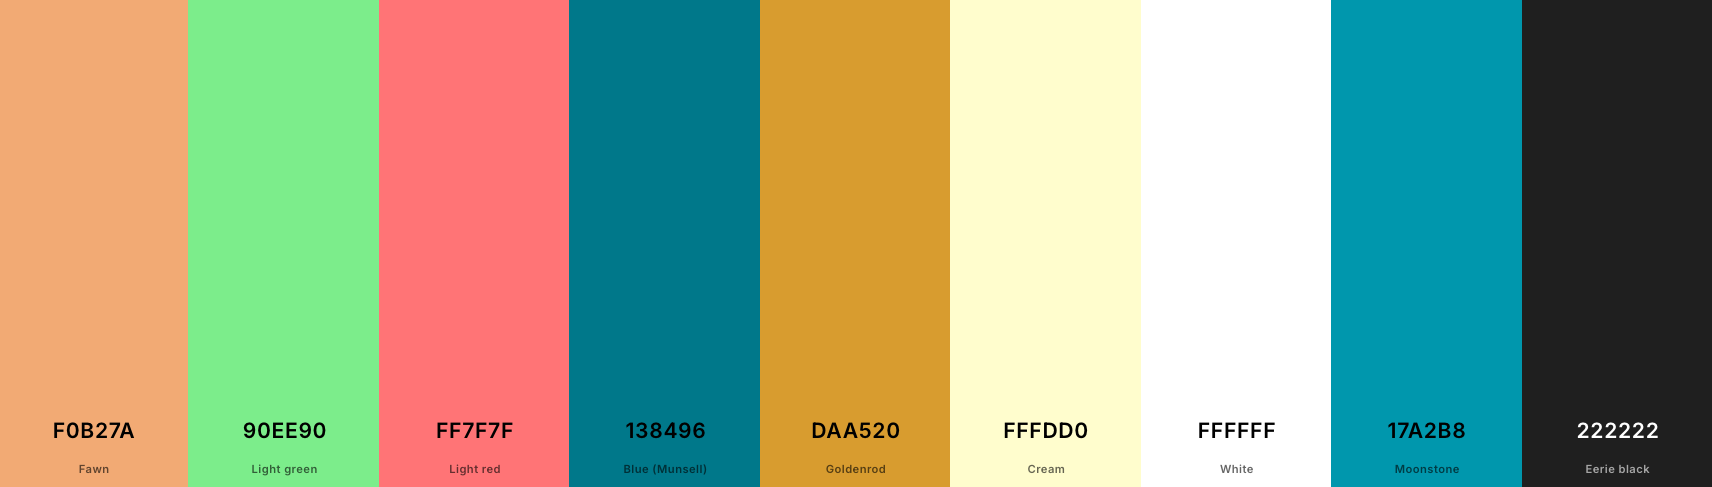 F0B27A
Fawn
90EE90
Light green
FF7F7F
Light red
138496
Blue (Munsell)
DAA520
Goldenrod
FFFDD0
Cream
FFFFFF
White
17A2B8
Moonstone
222222
Eerie black